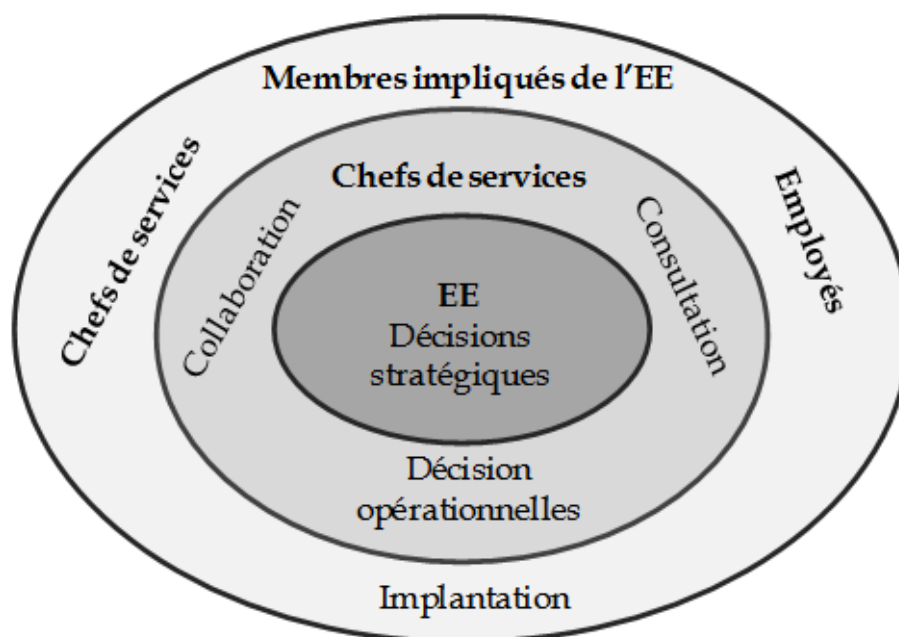 Membres impliqués de l'EE
Chefs de services
Employés
Chefs de services
Collaboration
Consultation
EE
Décisions
stratégiques
Décision
opérationnelles
Implantation